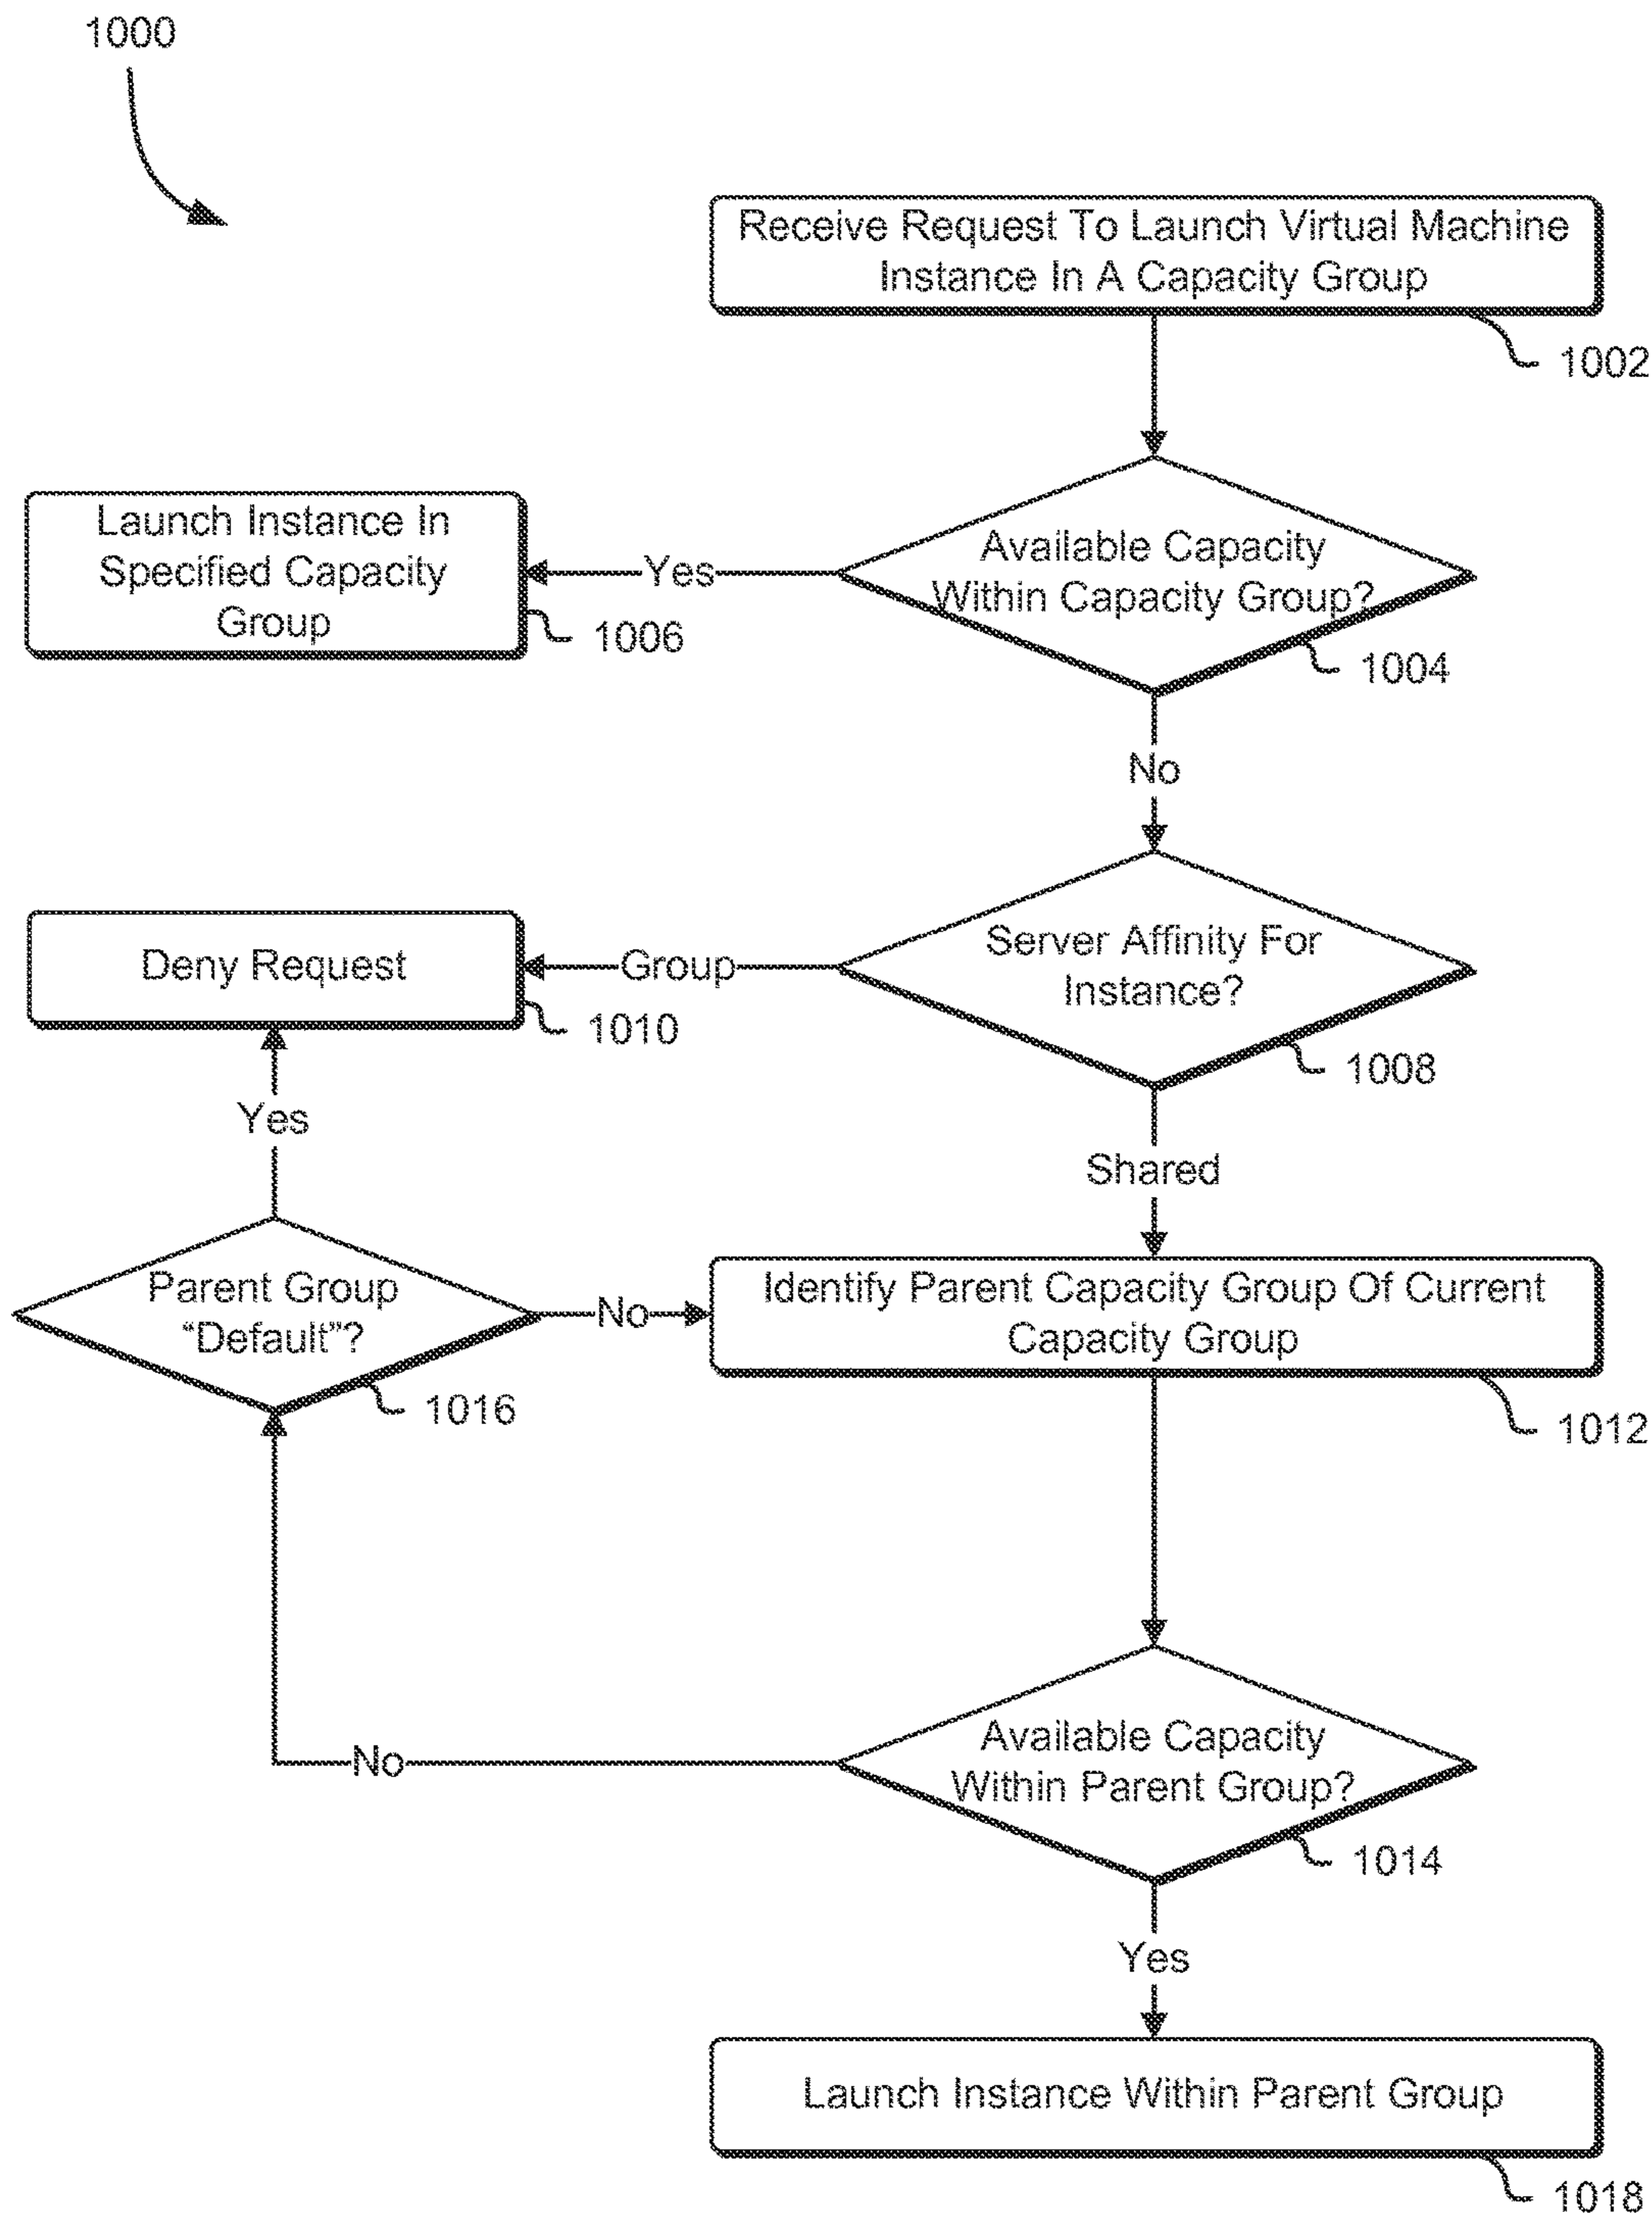 1000
Receive Request To Launch Virtual Machine
Instance In A Capacity Group
1002
Launch Instance In
Specified Capacity
Group
1006
Yes
Available Capacity
Within Capacity Group?
1004
No
Deny Request
1010
Group
Server Affinity For
Instance?
1008
Yes
Shared
Parent Group
“Default”?
1016
No
Identify Parent Capacity Group Of Current
Capacity Group
1012
No
Available Capacity
Within Parent Group?
1014
Yes
Launch Instance Within Parent Group
1018